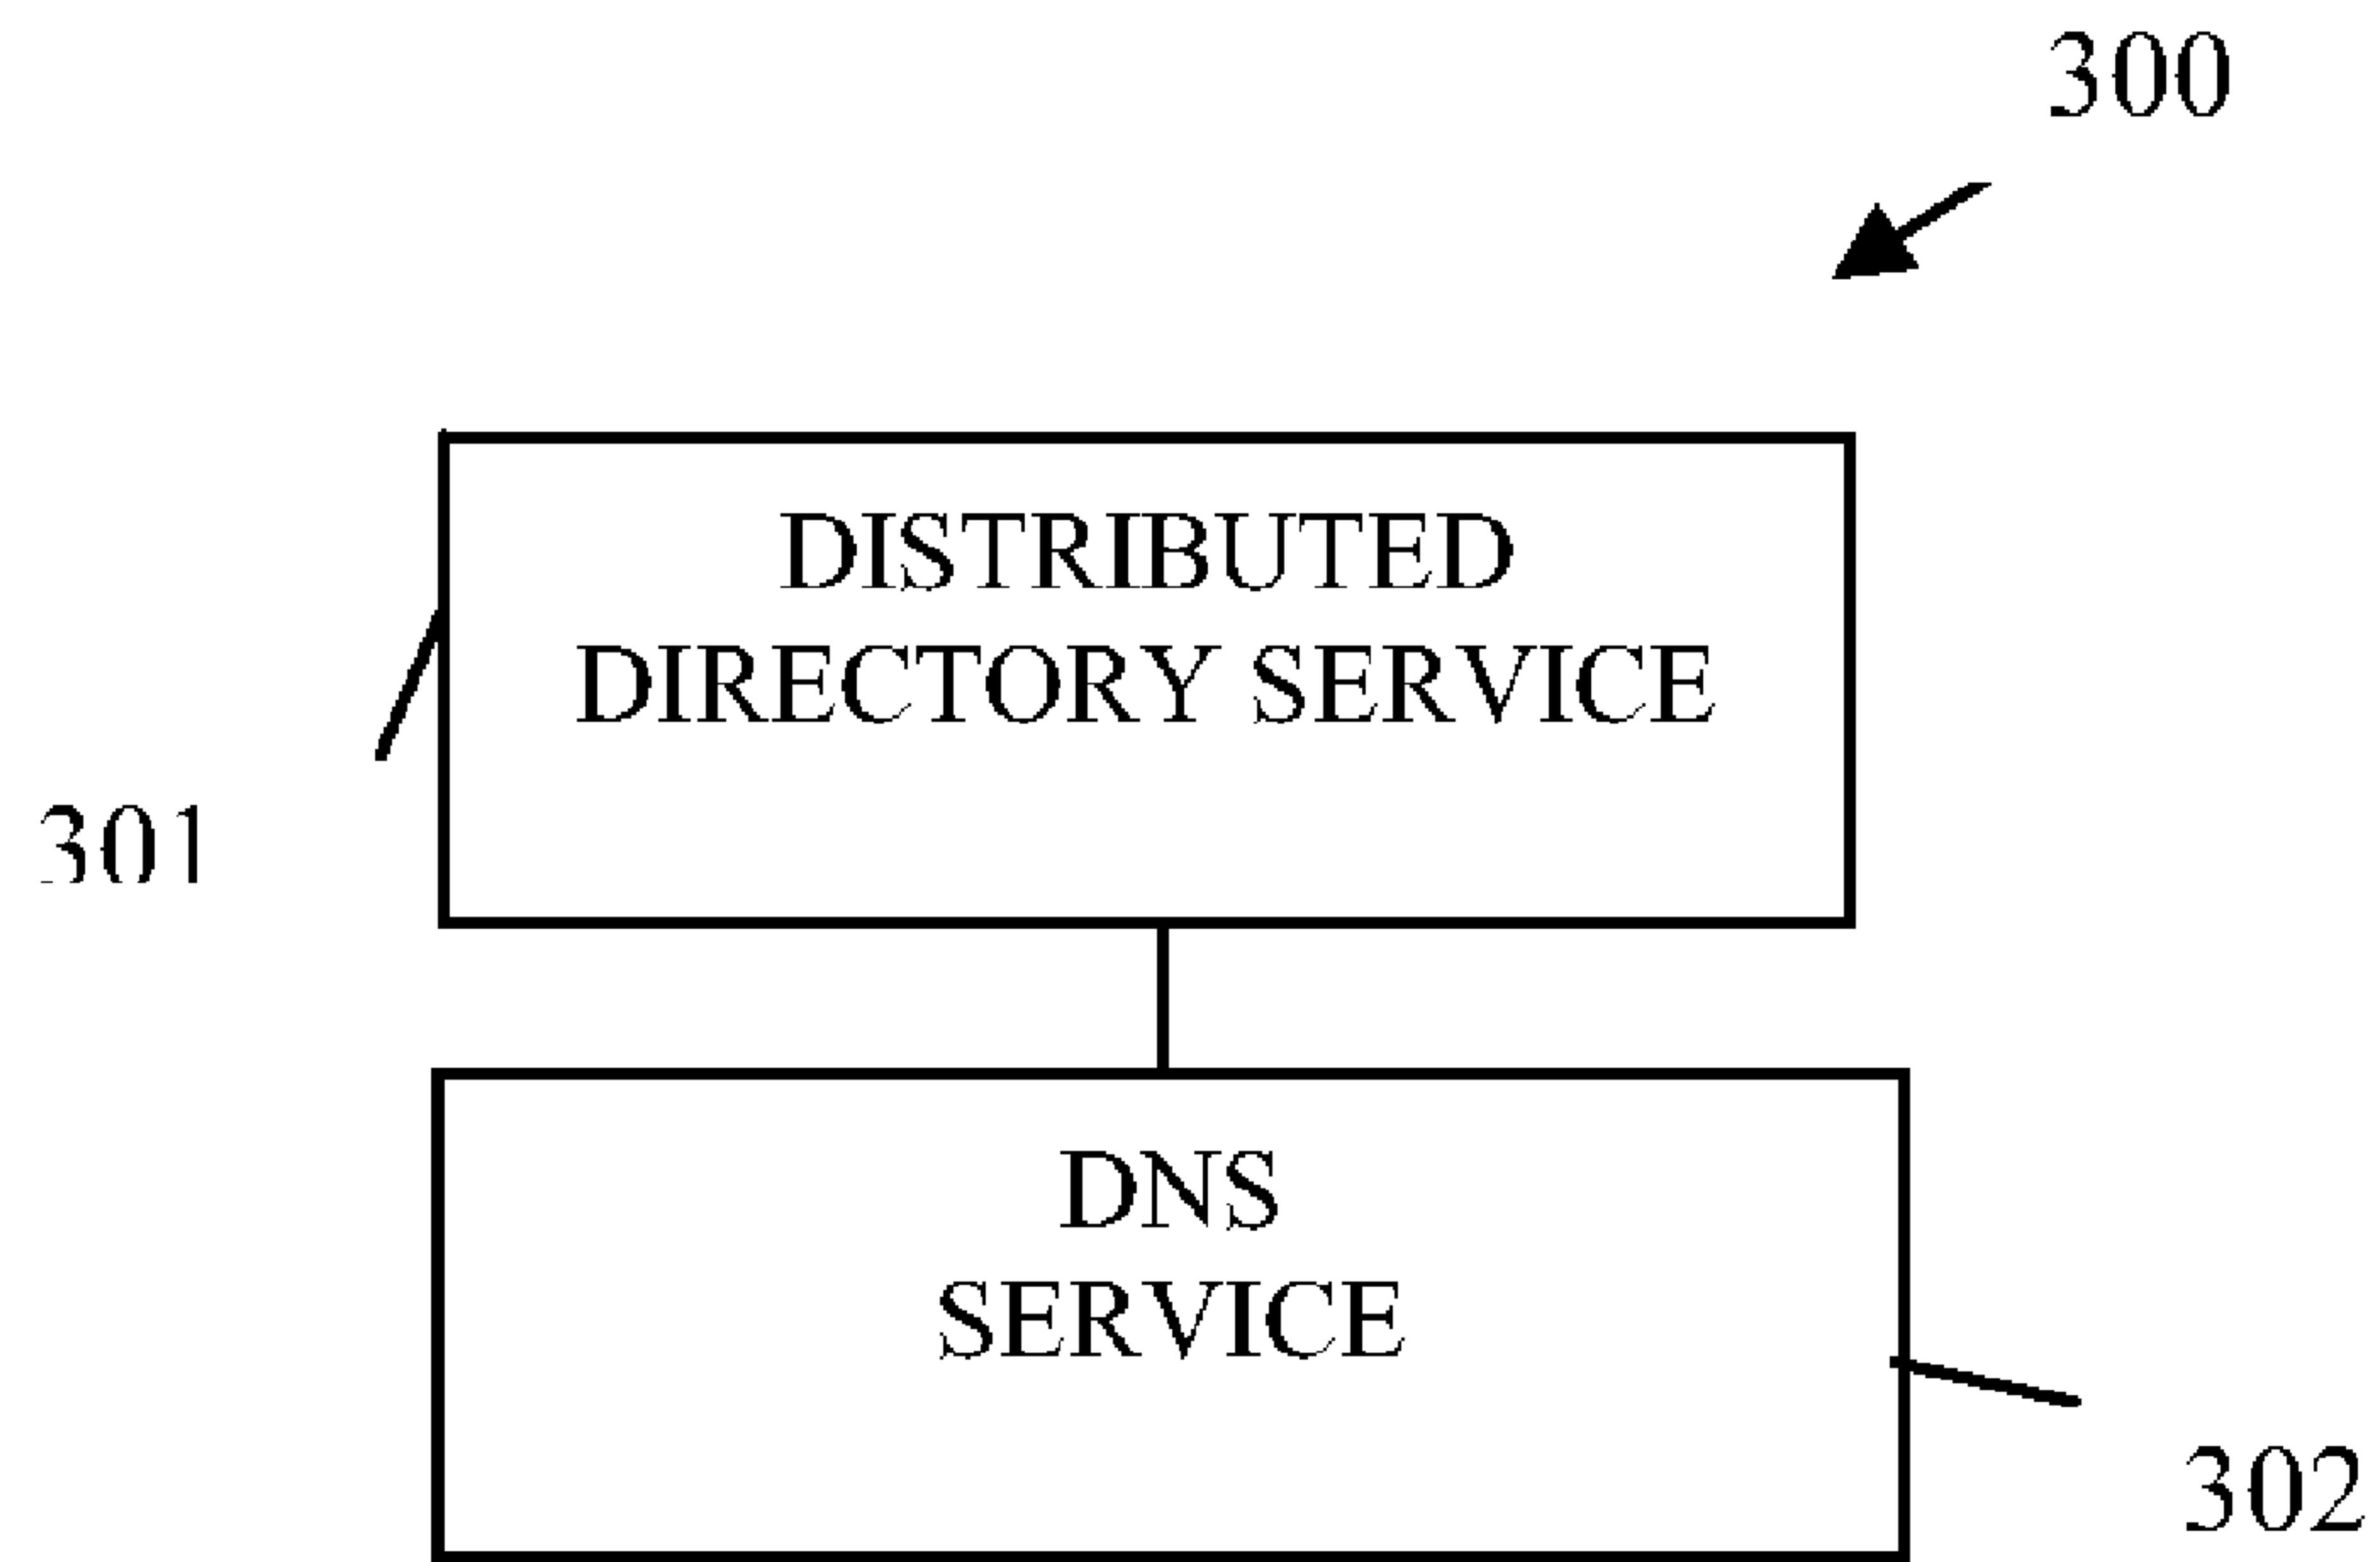 300
DISTRIBUTED
DIRECTORY SERVICE
301
DNS
SERVICE
302